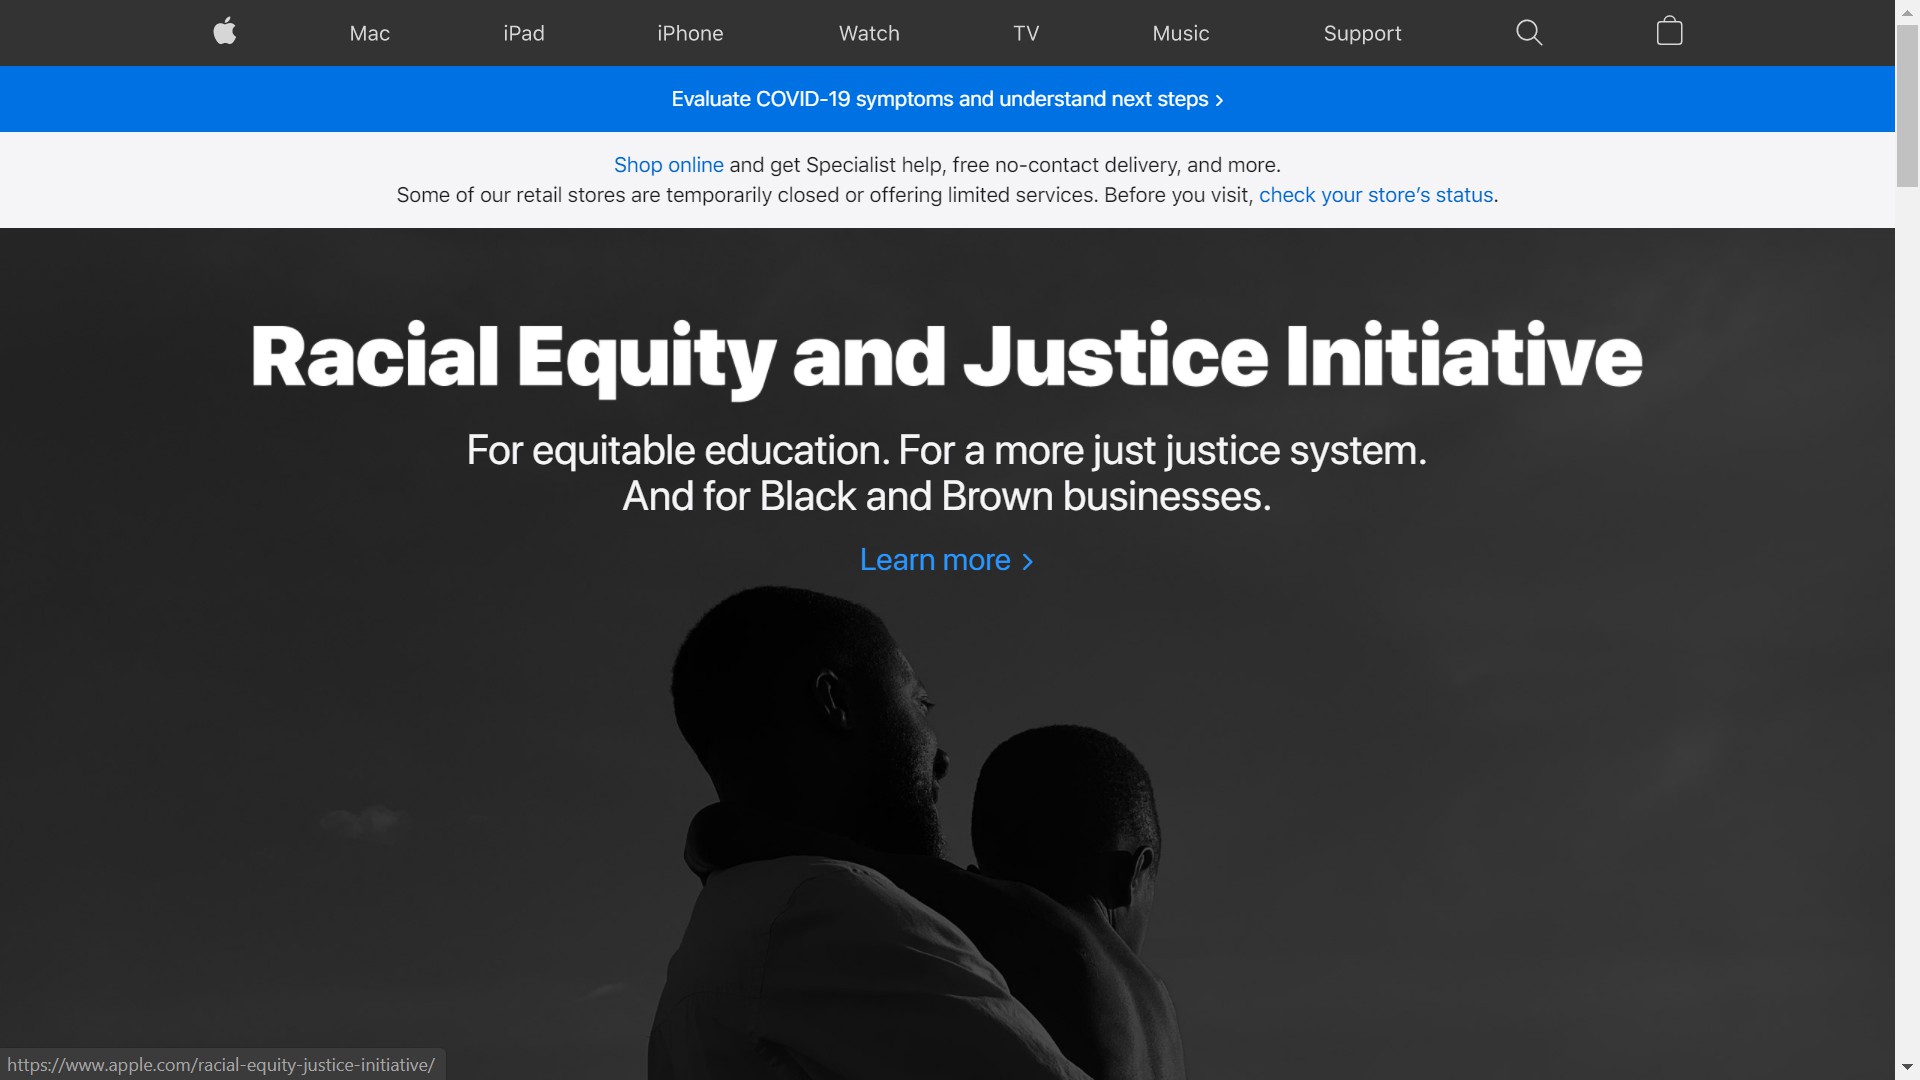 Mac iPad iPhone Watch TV Music Support
Evaluate COVID-19 symptoms and understand next steps ›
Shop online and get Specialist help, free no-contact delivery, and more.
Some of our retail stores are temporarily closed or offering limited services. Before you visit, check your store’s status.
Racial Equity and Justice Initiative
For equitable education. For a more just justice system.
And for Black and Brown businesses.
Learn more ›
https://www.apple.com/racial-equity-justice-initiative/